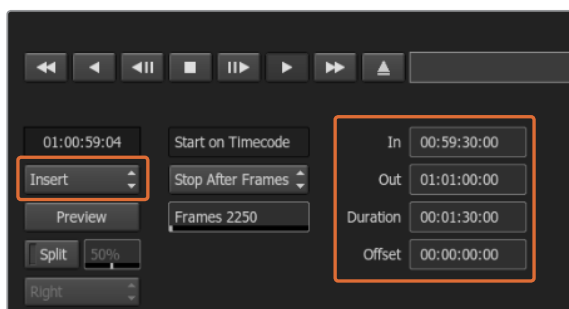 01:00:59:04 Start on Timecode In 00:59:30:00
Insert Stop After Frames Out 01:01:00:00
Preview Frames 2250 Duration 00:01:30:00
Split 50% Offset 00:00:00:00
Right